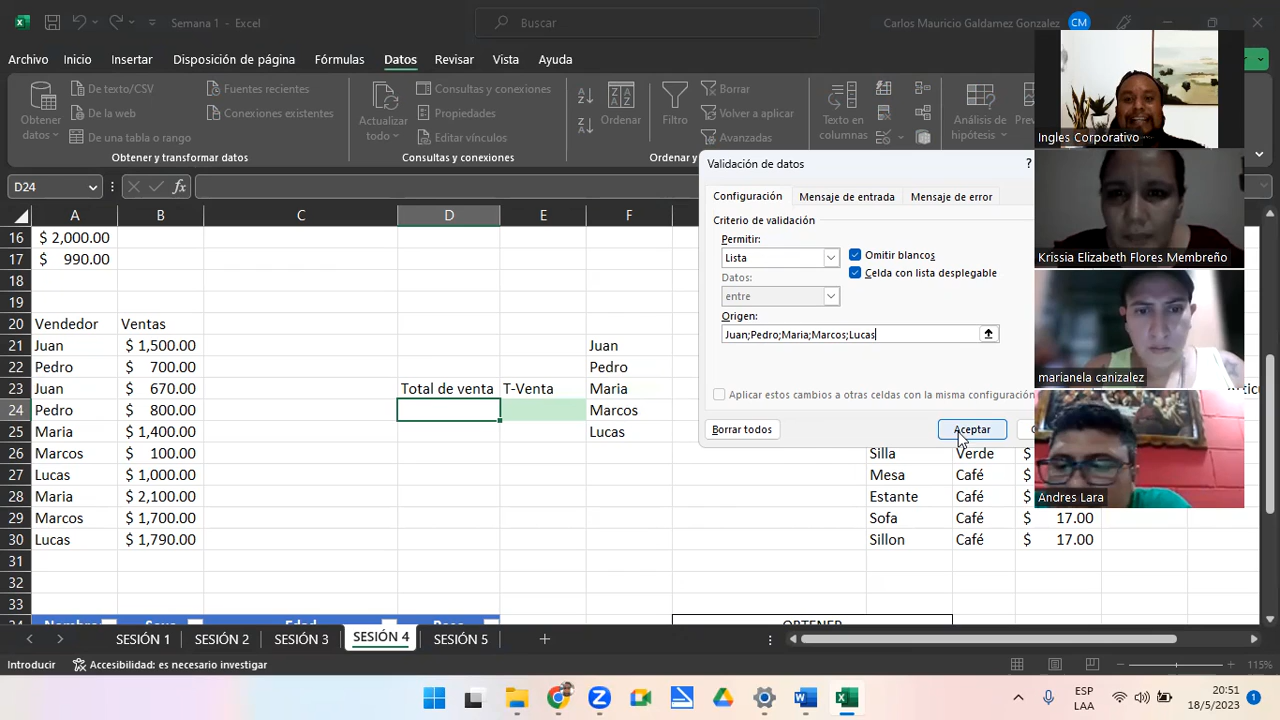 Semana 1 - Excel
Buscar
Carlos Mauricio Galdamez Gonzalez
CM
Archivo Inicio Insertar Disposición de página Fórmulas Datos Revisar Vista Ayuda
Obtener datos
De texto/CSV
De la web
De una tabla o rango
Fuentes recientes
Conexiones existentes
Obtener y transformar datos
Actualizar todo
Consultas y conexiones
Propiedades
Editar vínculos
Consultas y conexiones
Ordenar
Filtro
Borrar
Volver a aplicar
Avanzadas
Texto en columnas
Análisis de hipótesis
D24
fx
A B C D E F
16 $ 2,000.00
17 $ 990.00
18
19
20 Vendedor Ventas
21 Juan $ 1,500.00 Juan
22 Pedro $ 700.00 Pedro
23 Juan $ 670.00 Total de venta T-Venta Maria
24 Pedro $ 800.00 Marcos
25 Maria $ 1,400.00 Lucas
26 Marcos $ 100.00 Silla Verde $
27 Lucas $ 1,000.00 Mesa Café $
28 Maria $ 2,100.00 Estante Café $
29 Marcos $ 1,700.00 Sofa Café $ 17.00
30 Lucas $ 1,790.00 Sillon Café $ 17.00
31
32
33
Validación de datos
?
Configuración Mensaje de entrada Mensaje de error
Criterio de validación
Permitir:
Lista
Omitir blancos
Celda con lista desplegable
Datos:
entre
Origen:
Juan;Pedro;Maria;Marcos;Lucas
Aplicar estos cambios a otras celdas con la misma configuración
Borrar todos
Aceptar
Ingles Corporativo
Krissia Elizabeth Flores Membreño
marianela canizalez
Andres Lara
SESIÓN 1 SESIÓN 2 SESIÓN 3 SESIÓN 4 SESIÓN 5
Introducir
Accesibilidad: es necesario investigar
115%
ESP
LAA
20:51
18/5/2023
1